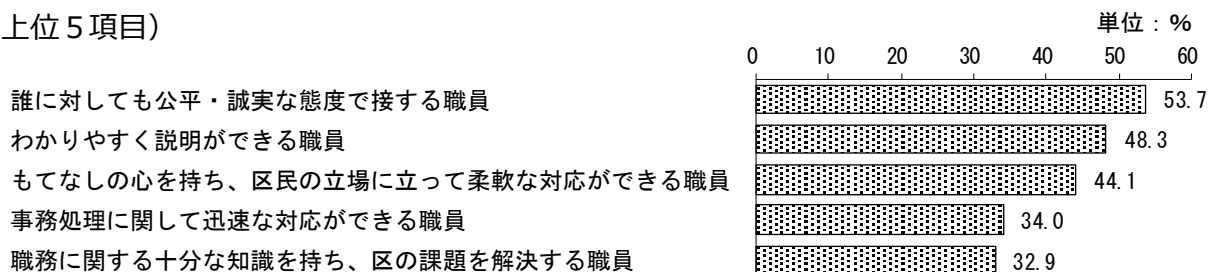 上位５項目）
単位：％
0 10 20 30 40 50 60
誰に対しても公平・誠実な態度で接する職員 53.7
わかりやすく説明ができる職員 48.3
もてなしの心を持ち、区民の立場に立って柔軟な対応ができる職員 44.1
事務処理に関して迅速な対応ができる職員 34.0
職務に関する十分な知識を持ち、区の課題を解決する職員 32.9